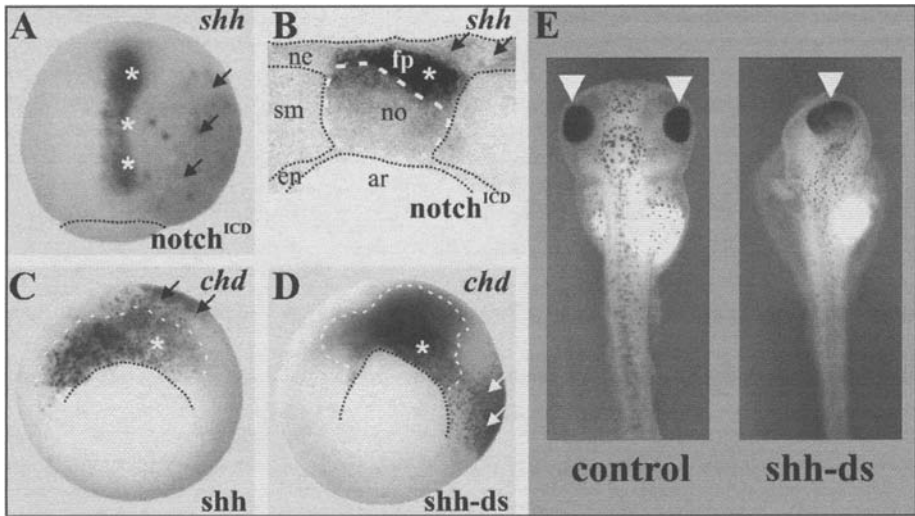 A
shh
notch^ICD
B
shh
ne
fp
sm
no
en
ar
notch^ICD
C
chd
shh
D
chd
shh-ds
E
control
shh-ds